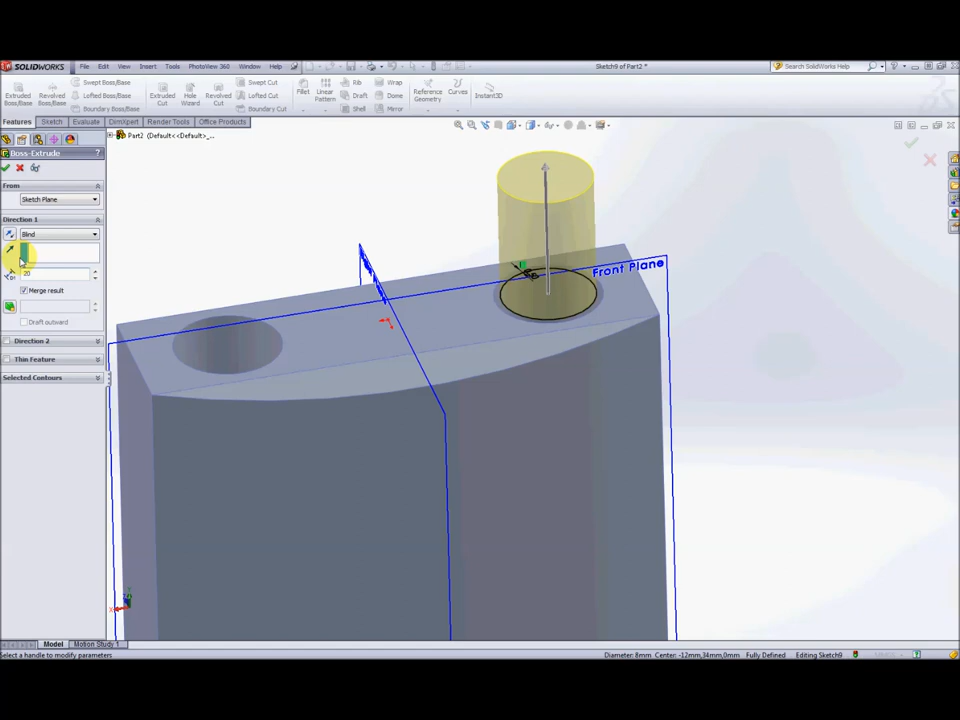 SOLIDWORKS File Edit View Insert Tools PhotoView 360 Window Help Sketch9 of Part2 * Search SolidWorks Help
Extruded Boss/Base
Revolved Boss/Base
Swept Boss/Base
Lofted Boss/Base
Boundary Boss/Base
Extruded Cut
Hole Wizard
Revolved Cut
Swept Cut
Lofted Cut
Boundary Cut
Fillet
Linear Pattern
Rib
Draft
Shell
Wrap
Dome
Mirror
Reference Geometry
Curves
Instant3D
Features Sketch Evaluate DimXpert Render Tools Office Products
Part2 (Default<<Default>_...
Boss-Extrude ?
From
Sketch Plane
Direction 1
Blind
20
Merge result
Draft outward
Direction 2
Thin Feature
Selected Contours
Front Plane
Model Motion Study 1
Select a handle to modify parameters Diameter: 8mm Center: -12mm,34mm,0mm Fully Defined Editing Sketch9